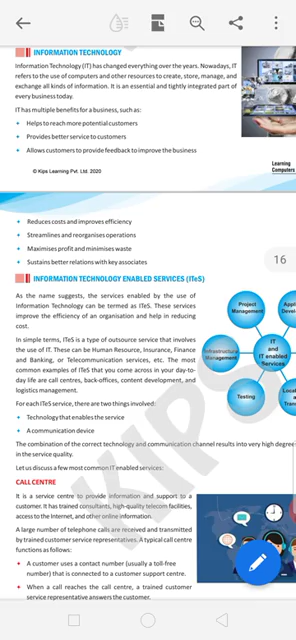 INFORMATION TECHNOLOGY
Information Technology (IT) has changed everything over the years. Nowadays, IT
refers to the use of computers and other resources to create, store, manage, and
exchange all kinds of information. It is an essential and tightly integrated part of
every business today.
IT has multiple benefits for a business, such as:
• Helps to reach more potential customers
• Provides better service to customers
• Allows customers to provide feedback to improve the business
© Kips Learning Pvt. Ltd. 2020
Learning
Computers
• Reduces costs and improves efficiency
• Streamlines and reorganises operations
• Maximises profit and minimises waste
• Sustains better relations with key associates
16
INFORMATION TECHNOLOGY ENABLED SERVICES (ITeS)
As the name suggests, the services enabled by the use of
Information Technology can be termed as ITeS. These services
improve the efficiency of an organisation and help in reducing
cost.
In simple terms, ITeS is a type of outsource service that involves
the use of IT. These can be Human Resource, Insurance, Finance
and Banking, or Telecommunication services, etc. The most
common examples of ITeS that you come across in your day-to-
day life are call centres, back-offices, content development, and
logistics management.
For each ITeS service, there are two things involved:
• Technology that enables the service
• A communication device
Project
Management
Appl
Devel
Infrastructure
Management
IT
and
IT enabled
Services
Testing
Local
a
Tran
The combination of the correct technology and communication channel results into very high degree
in the service quality.
Let us discuss a few most common IT enabled services:
CALL CENTRE
It is a service centre to provide information and support to a
customer. It has trained consultants, high-quality telecom facilities,
access to the Internet, and other online information.
A large number of telephone calls are received and transmitted
by trained customer service representatives. A typical call centre
functions as follows:
• A customer uses a contact number (usually a toll-free
number) that is connected to a customer support centre.
• When a call reaches the call centre, a trained customer
service representative answers the customer.
KIPS